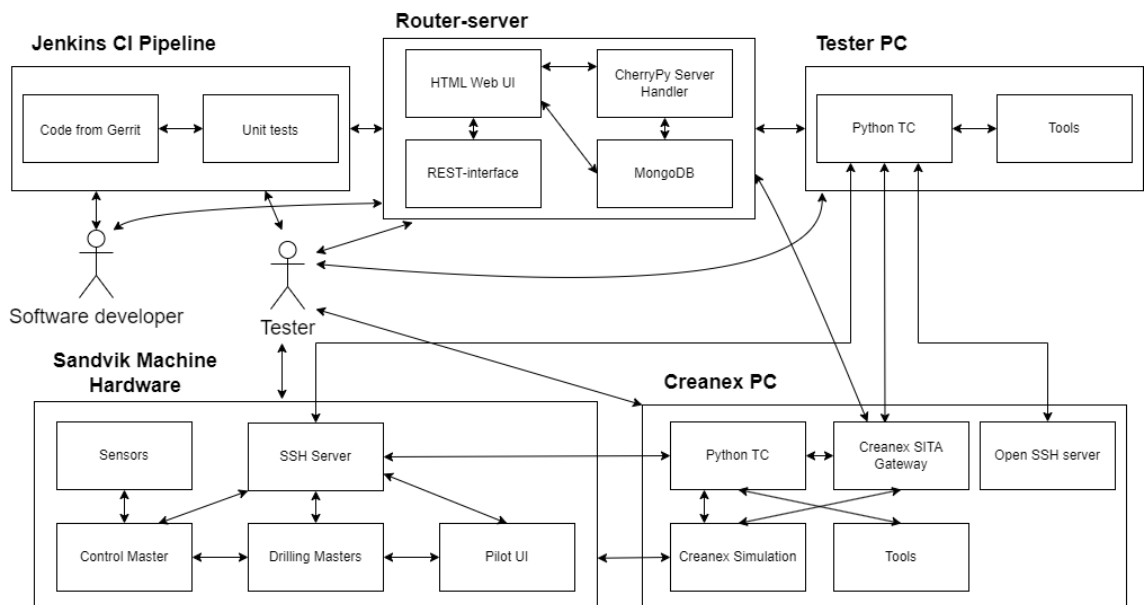 Router-server
Jenkins CI Pipeline
Tester PC
HTML Web UI
CherryPy Server
Handler
Code from Gerrit
Unit tests
Python TC
Tools
REST-interface
MongoDB
Software developer
Tester
Sandvik Machine
Hardware
Creanex PC
Sensors
SSH Server
Python TC
Creanex SITA
Gateway
Open SSH server
Control Master
Drilling Masters
Pilot UI
Creanex Simulation
Tools